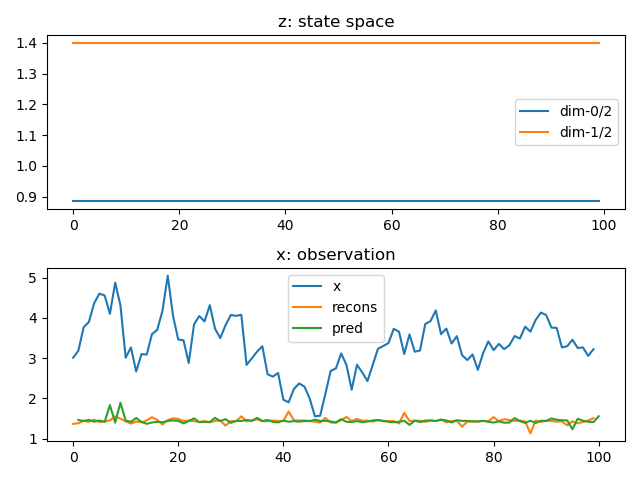 z: state space
1.4
1.3
1.2
1.1
1.0
0.9
dim-0/2
dim-1/2
0 20 40 60 80 100
x: observation
5
4
3
2
1
x
recons
pred
0 20 40 60 80 100